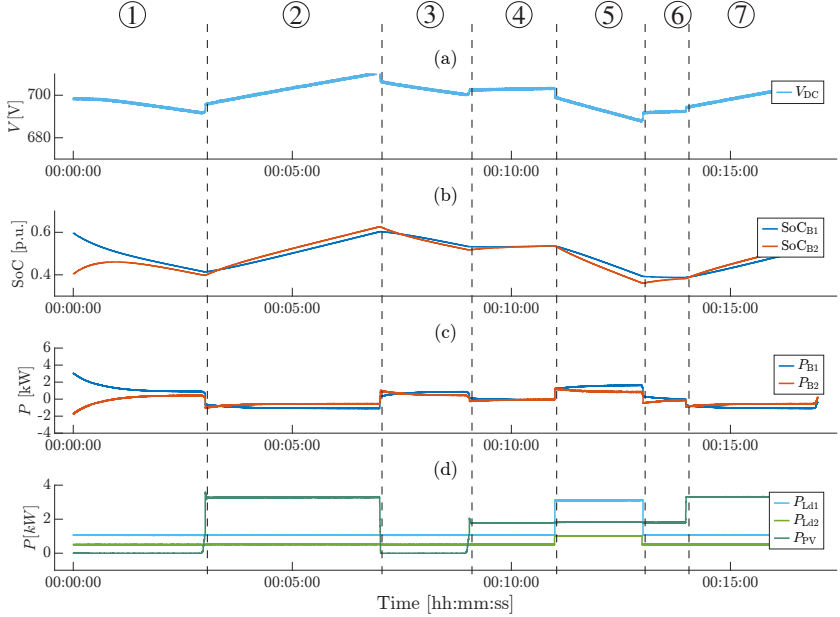 ① ② ③ ④ ⑤ ⑥ ⑦
(a)
V [V]
700
680
V_DC
00:00:00 00:05:00 00:10:00 00:15:00
(b)
SoC [p.u.]
0.6
0.4
SoC_B1
SoC_B2
00:00:00 00:05:00 00:10:00 00:15:00
(c)
P [kW]
6
4
2
0
-2
-4
P_B1
P_B2
00:00:00 00:05:00 00:10:00 00:15:00
(d)
P [kW]
4
2
0
P_Ld1
P_Ld2
P_PV
00:00:00 00:05:00 00:10:00 00:15:00
Time [hh:mm:ss]